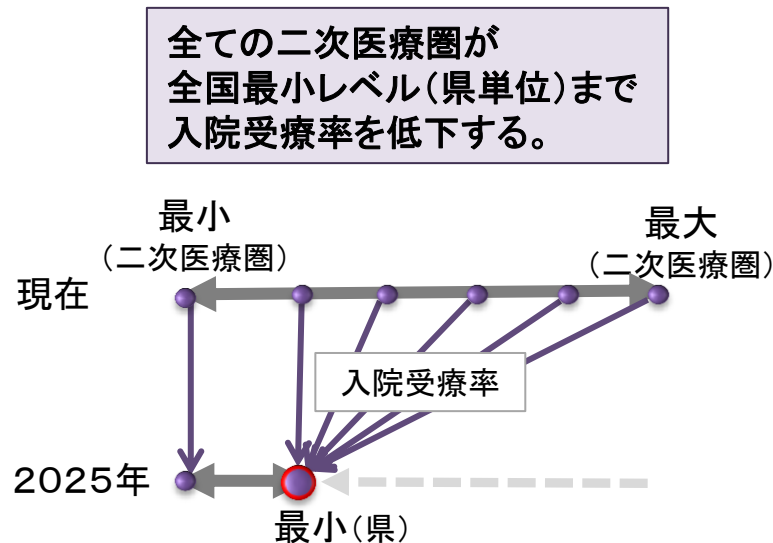 全ての二次医療圏が
全国最小レベル（県単位）まで
入院受療率を低下する。
最小
（二次医療圏）
最大
（二次医療圏）
現在
入院受療率
２０２５年
最小（県）